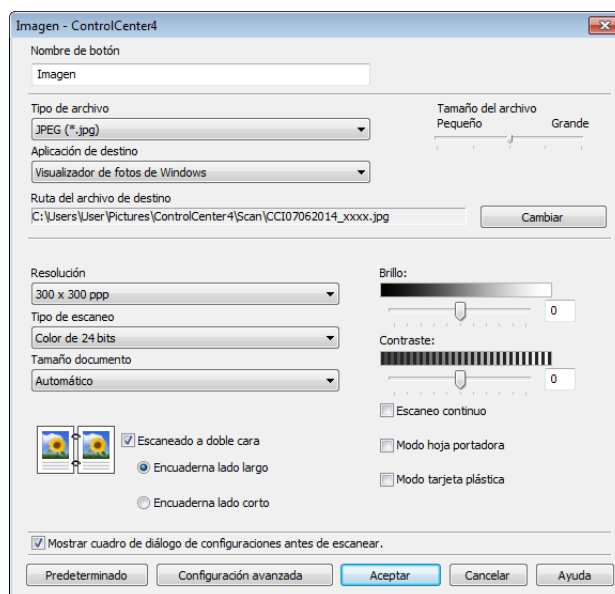 Imagen - ControlCenter4
Nombre de botón
Imagen
Tipo de archivo
JPEG (*.jpg)
Tamaño del archivo
Pequeño Grande
Aplicación de destino
Visualizador de fotos de Windows
Ruta del archivo de destino
C:\Users\User\Pictures\ControlCenter4\Scan\CCI07062014_xxxx.jpg
Cambiar
Resolución
300 x 300 ppp
Tipo de escaneo
Color de 24 bits
Tamaño documento
Automático
Brillo:
0
Contraste:
0
Escaneo continuo
Modo hoja portadora
Modo tarjeta plástica
Escaneado a doble cara
Encuaderna lado largo
Encuaderna lado corto
Mostrar cuadro de diálogo de configuraciones antes de escanear.
Predeterminado Configuración avanzada Aceptar Cancelar Ayuda